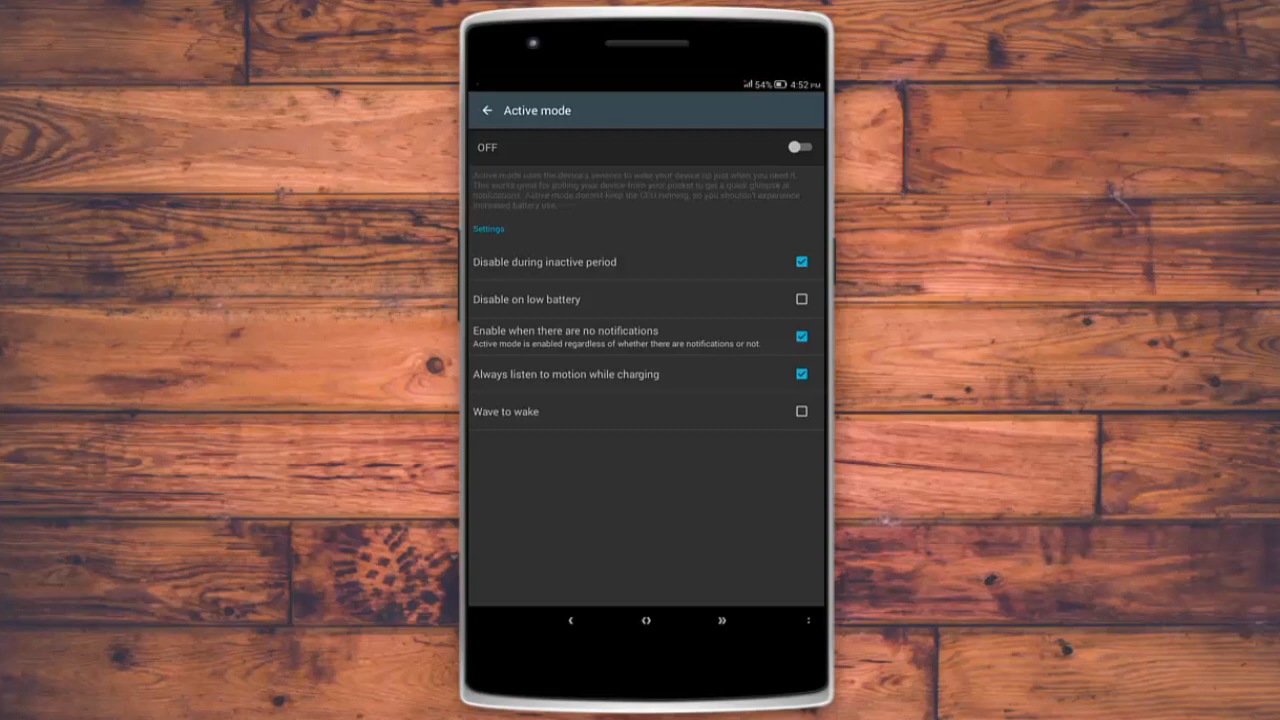 54% 4:52 PM
Active mode
OFF
Active mode uses the device's sensors to wake your device up just when you need it.
This works great for pulling your device from your pocket to get a quick glimpse at
notifications. Active mode doesn't keep the CPU running, so you shouldn't experience
increased battery use.
Settings
Disable during inactive period
Disable on low battery
Enable when there are no notifications
Active mode is enabled regardless of whether there are notifications or not
Always listen to motion while charging
Wave to wake